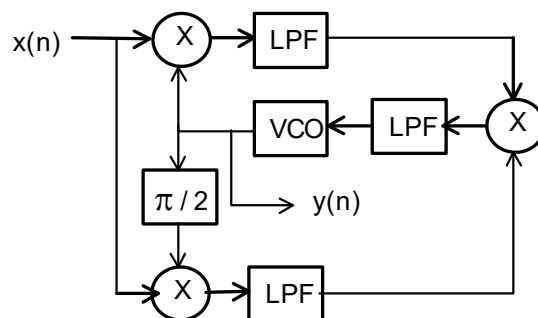 x(n)
X
LPF
VCO
LPF
X
π / 2
y(n)
X
LPF